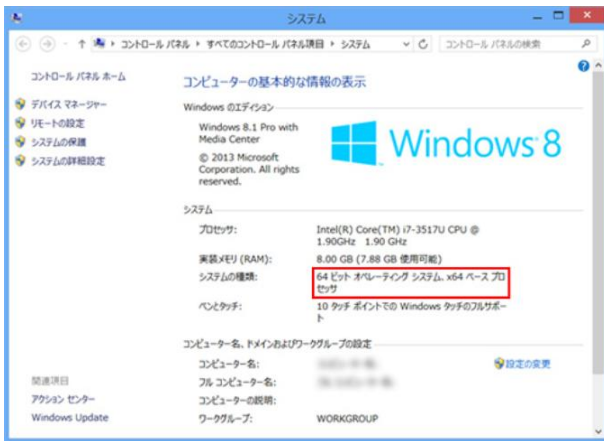 システム
コントロール パネル ▸ すべてのコントロール パネル項目 ▸ システム
コントロール パネルの検索
コントロール パネル ホーム
デバイス マネージャー
リモートの設定
システムの保護
システムの詳細設定
コンピューターの基本的な情報の表示
Windows のエディション
Windows 8.1 Pro with
Media Center
© 2013 Microsoft
Corporation. All rights
reserved.
Windows 8
システム
プロセッサ: Intel(R) Core(TM) i7-3517U CPU @
1.90GHz 1.90 GHz
実装メモリ (RAM): 8.00 GB (7.88 GB 使用可能)
システムの種類: 64 ビット オペレーティング システム、x64 ベース プロ
セッサ
ペンとタッチ: 10 タッチ ポイントでの Windows タッチのフルサポー
ト
コンピューター名、ドメインおよびワークグループの設定
コンピューター名: 設定の変更
フル コンピューター名:
コンピューターの説明:
ワークグループ: WORKGROUP
関連項目
アクション センター
Windows Update